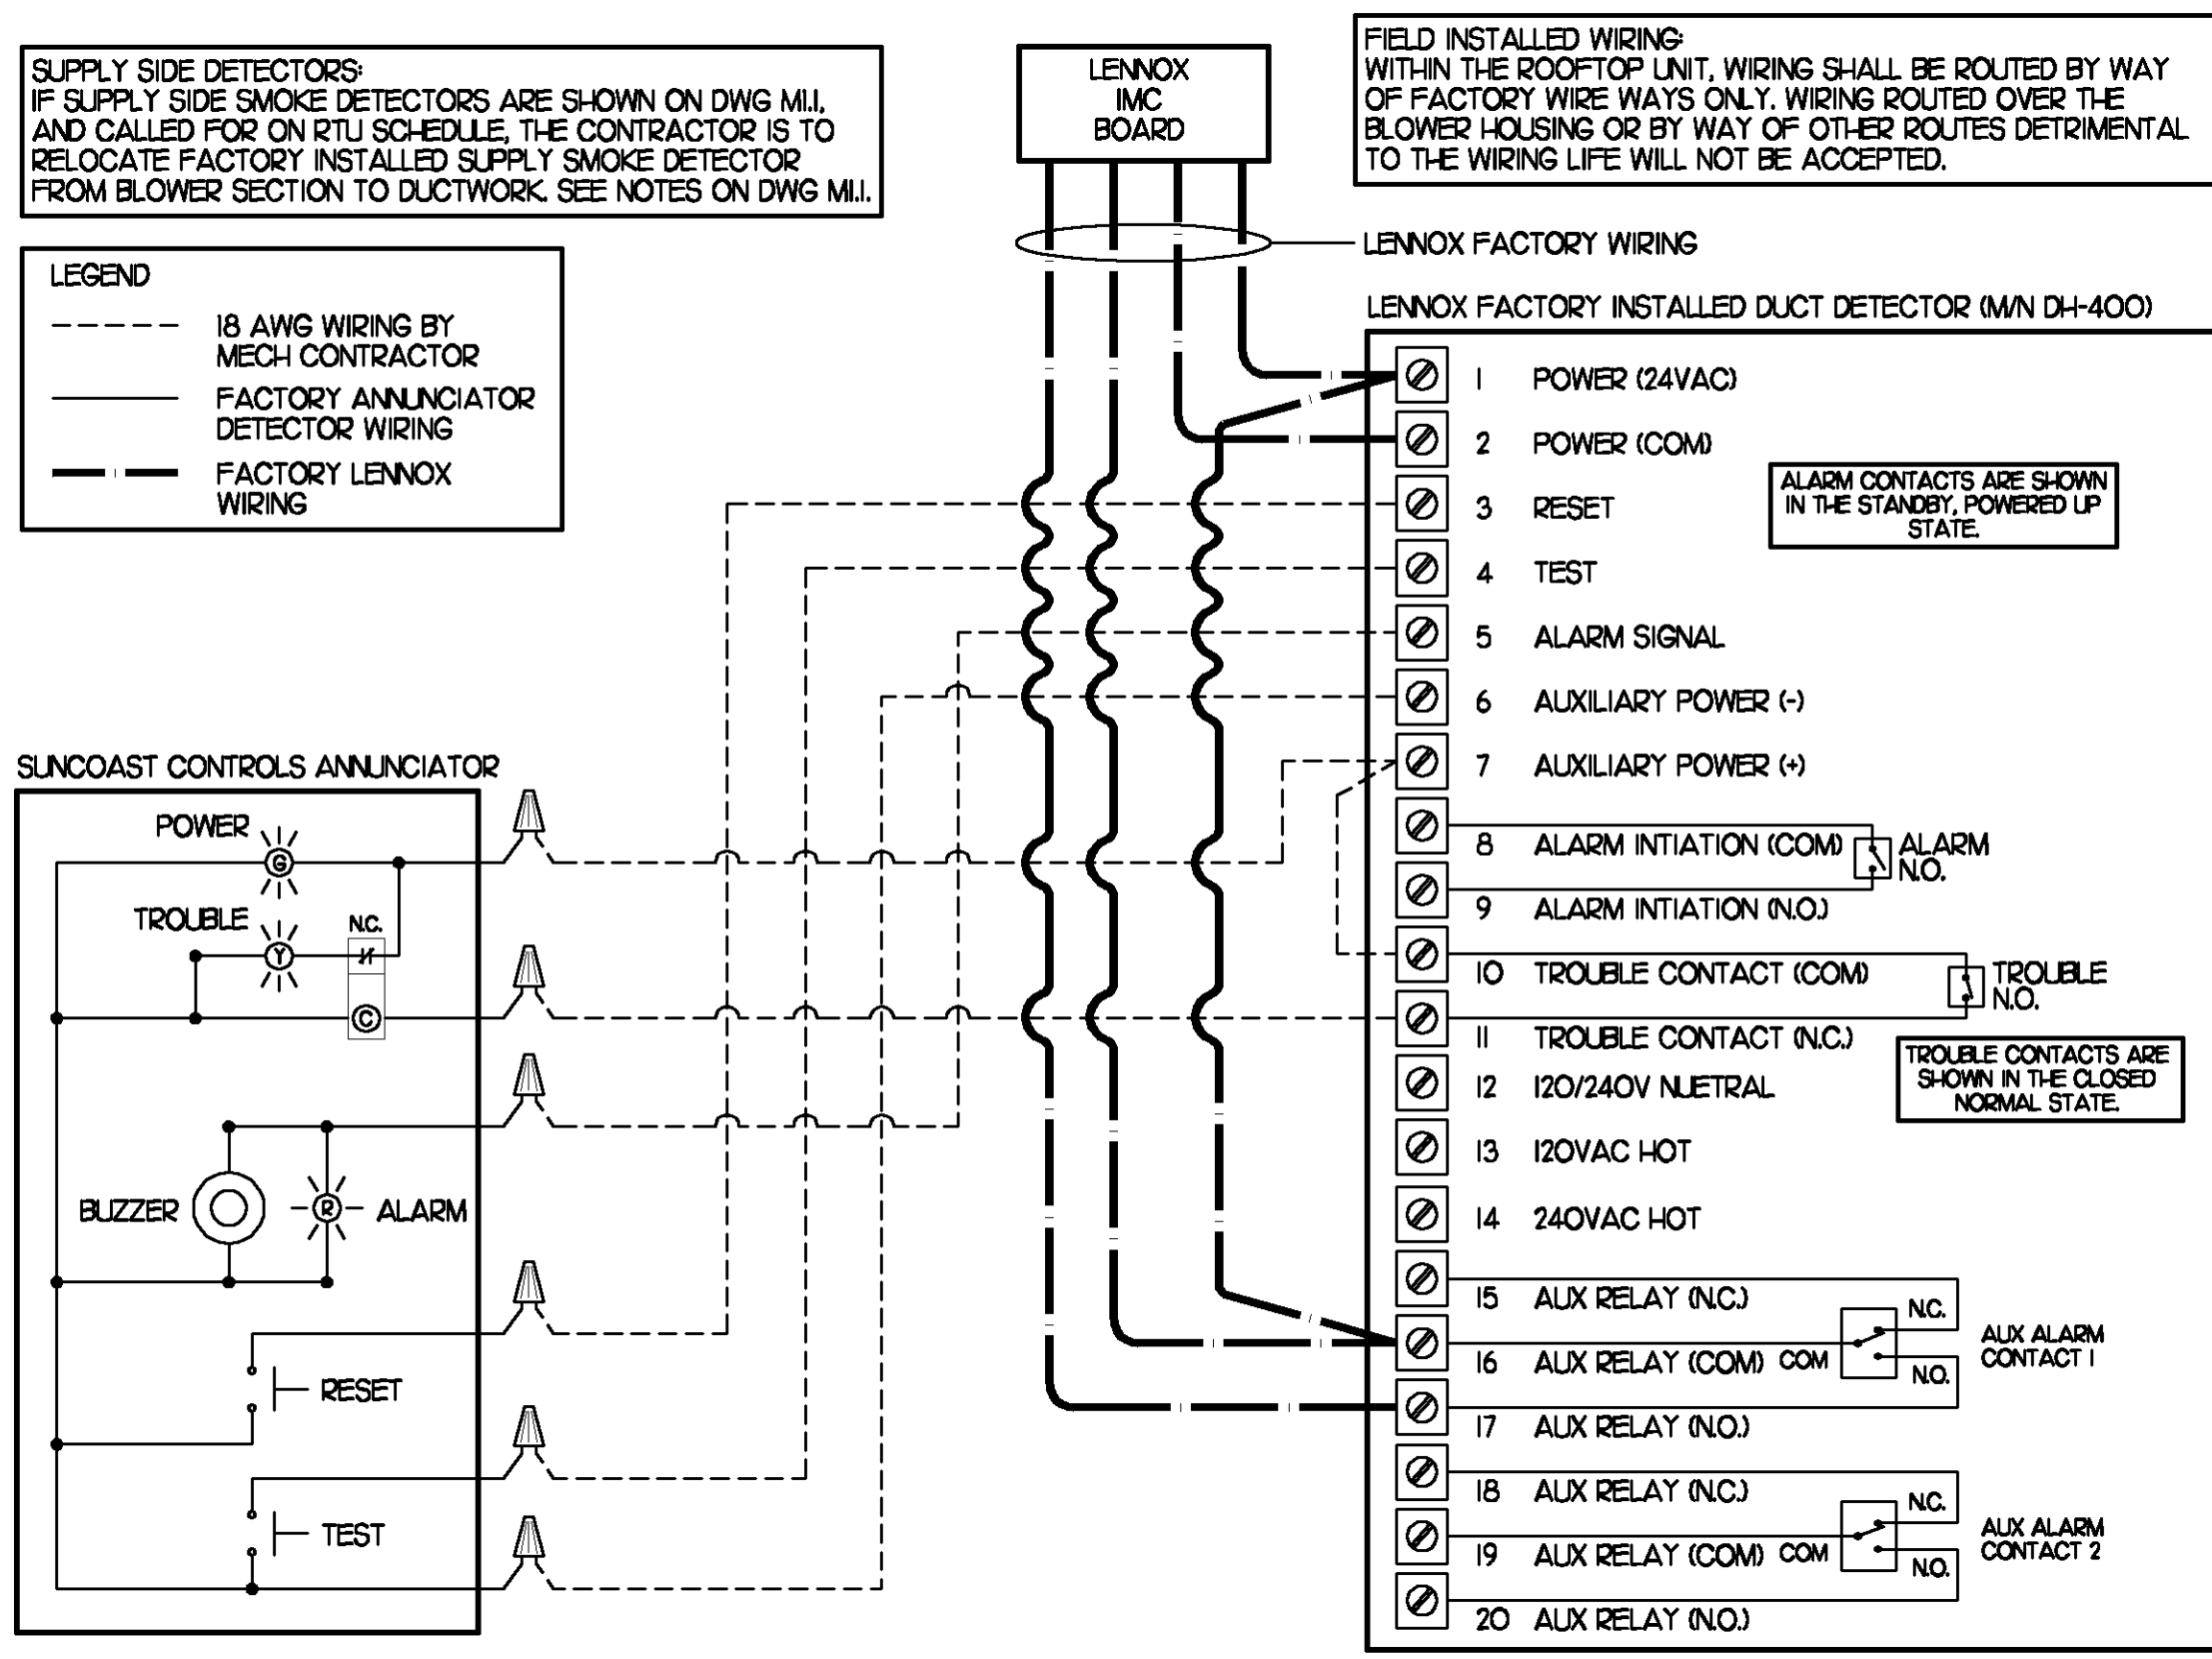 SUPPLY SIDE DETECTORS:
IF SUPPLY SIDE SMOKE DETECTORS ARE SHOWN ON DWG M1.1,
AND CALLED FOR ON RTU SCHEDULE, THE CONTRACTOR IS TO
RELOCATE FACTORY INSTALLED SUPPLY SMOKE DETECTOR
FROM BLOWER SECTION TO DUCTWORK. SEE NOTES ON DWG M1.1.
LENNOX
IMC
BOARD
FIELD INSTALLED WIRING:
WITHIN THE ROOFTOP UNIT, WIRING SHALL BE ROUTED BY WAY
OF FACTORY WIRE WAYS ONLY. WIRING ROUTED OVER THE
BLOWER HOUSING OR BY WAY OF OTHER ROUTES DETRIMENTAL
TO THE WIRING LIFE WILL NOT BE ACCEPTED.
LENNOX FACTORY WIRING
LEGEND
18 AWG WIRING BY
MECH CONTRACTOR
FACTORY ANNUNCIATOR
DETECTOR WIRING
FACTORY LENNOX
WIRING
LENNOX FACTORY INSTALLED DUCT DETECTOR (M/N DH-400)
1 POWER (24VAC)
2 POWER (COM)
3 RESET
4 TEST
5 ALARM SIGNAL
6 AUXILIARY POWER (-)
7 AUXILIARY POWER (+)
8 ALARM INTIATION (COM)
9 ALARM INTIATION (N.O.)
10 TROUBLE CONTACT (COM)
11 TROUBLE CONTACT (N.C.)
12 120/240V NUETRAL
13 120VAC HOT
14 240VAC HOT
15 AUX RELAY (N.C.)
16 AUX RELAY (COM) COM
17 AUX RELAY (N.O.)
18 AUX RELAY (N.C.)
19 AUX RELAY (COM) COM
20 AUX RELAY (N.O.)
ALARM CONTACTS ARE SHOWN
IN THE STANDBY, POWERED UP
STATE.
ALARM
N.O.
TROUBLE
N.O.
TROUBLE CONTACTS ARE
SHOWN IN THE CLOSED
NORMAL STATE.
N.C.
N.O.
AUX ALARM
CONTACT 1
N.C.
N.O.
AUX ALARM
CONTACT 2
SUNCOAST CONTROLS ANNUNCIATOR
POWER
G
TROUBLE
Y
N.C.
C
BUZZER
R
ALARM
RESET
TEST